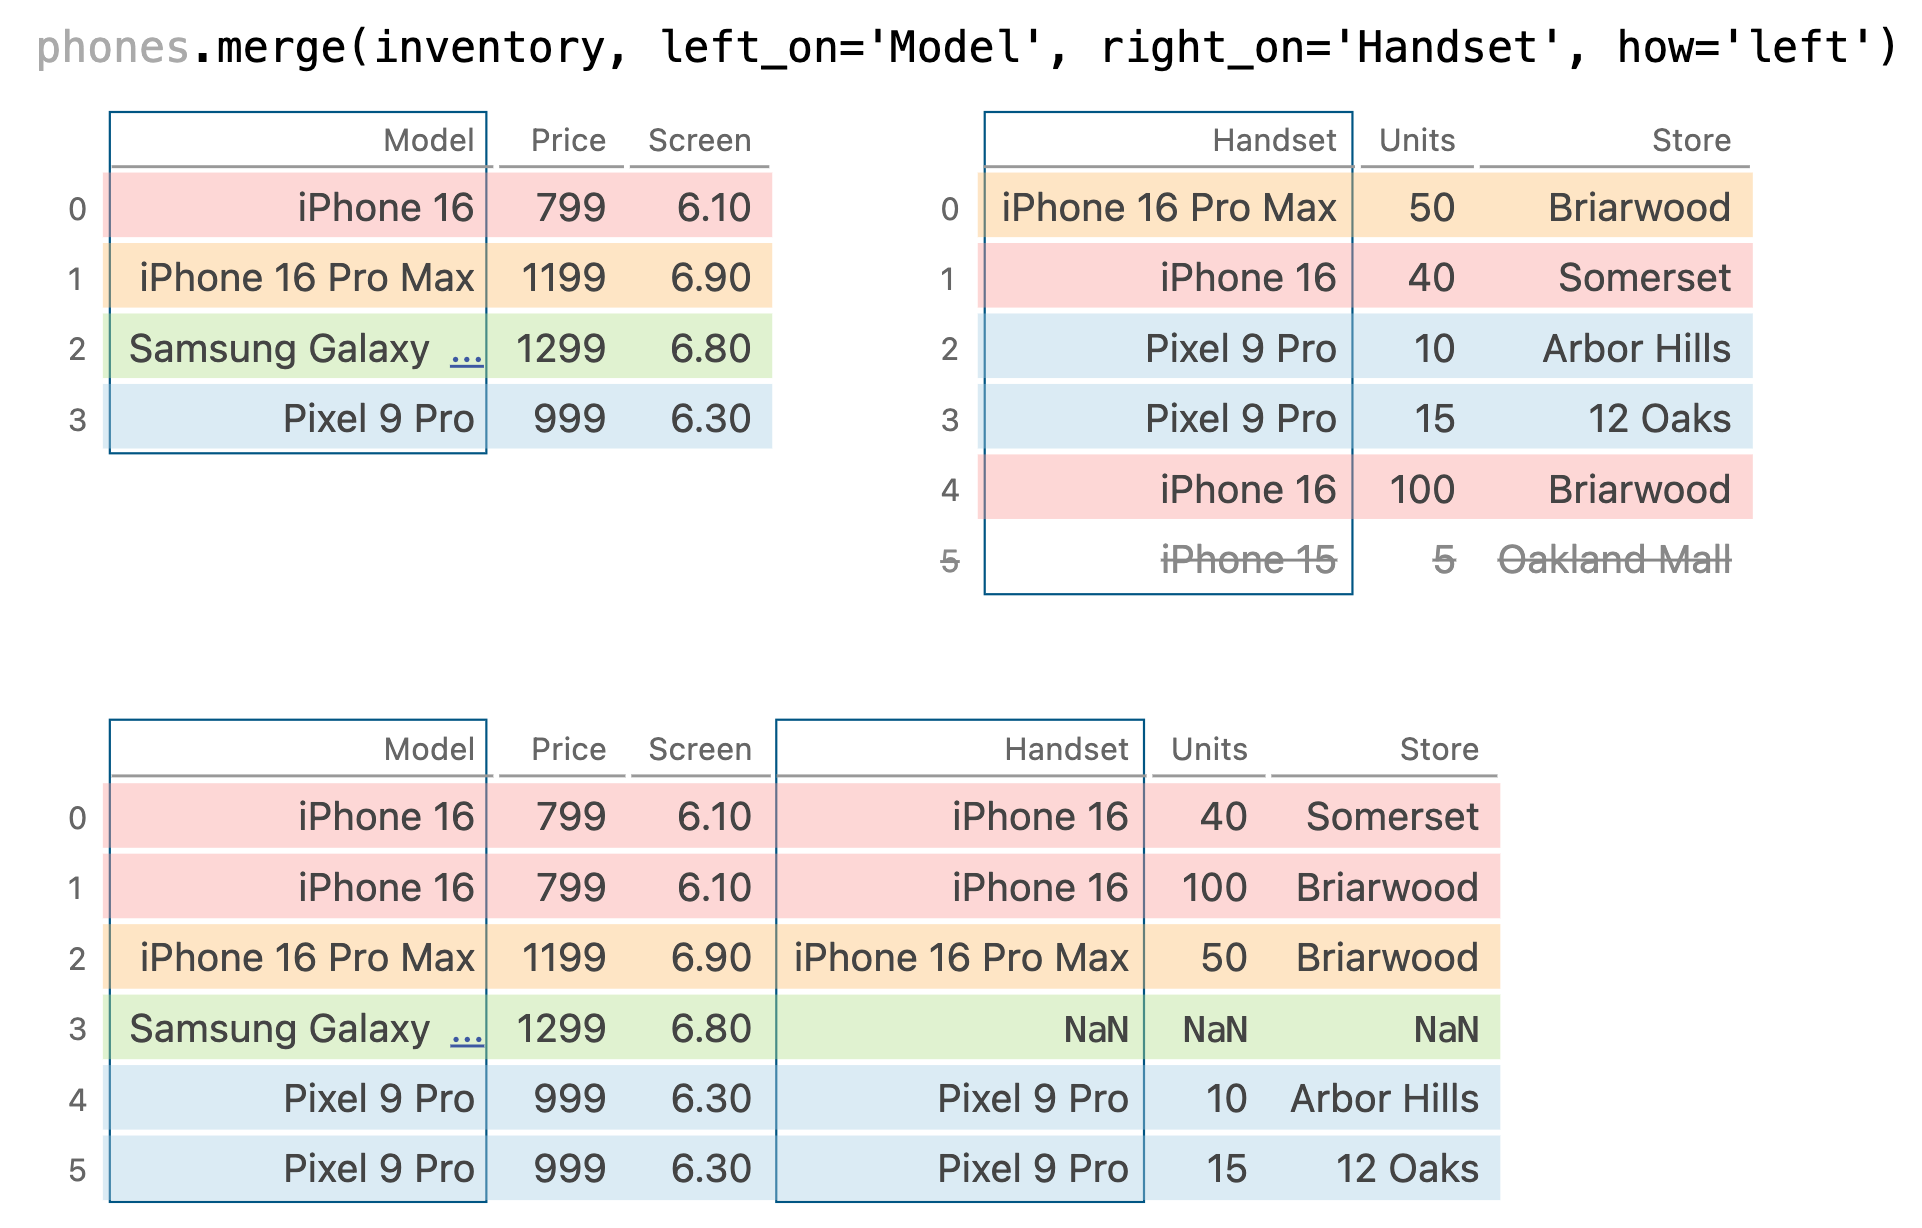 phones.merge(inventory, left_on='Model', right_on='Handset', how='left')
Model Price Screen
0 iPhone 16 799 6.10
1 iPhone 16 Pro Max 1199 6.90
2 Samsung Galaxy ... 1299 6.80
3 Pixel 9 Pro 999 6.30
Handset Units Store
0 iPhone 16 Pro Max 50 Briarwood
1 iPhone 16 40 Somerset
2 Pixel 9 Pro 10 Arbor Hills
3 Pixel 9 Pro 15 12 Oaks
4 iPhone 16 100 Briarwood
5 iPhone 15 5 Oakland Mall
Model Price Screen Handset Units Store
0 iPhone 16 799 6.10 iPhone 16 40 Somerset
1 iPhone 16 799 6.10 iPhone 16 100 Briarwood
2 iPhone 16 Pro Max 1199 6.90 iPhone 16 Pro Max 50 Briarwood
3 Samsung Galaxy ... 1299 6.80 NaN NaN NaN
4 Pixel 9 Pro 999 6.30 Pixel 9 Pro 10 Arbor Hills
5 Pixel 9 Pro 999 6.30 Pixel 9 Pro 15 12 Oaks